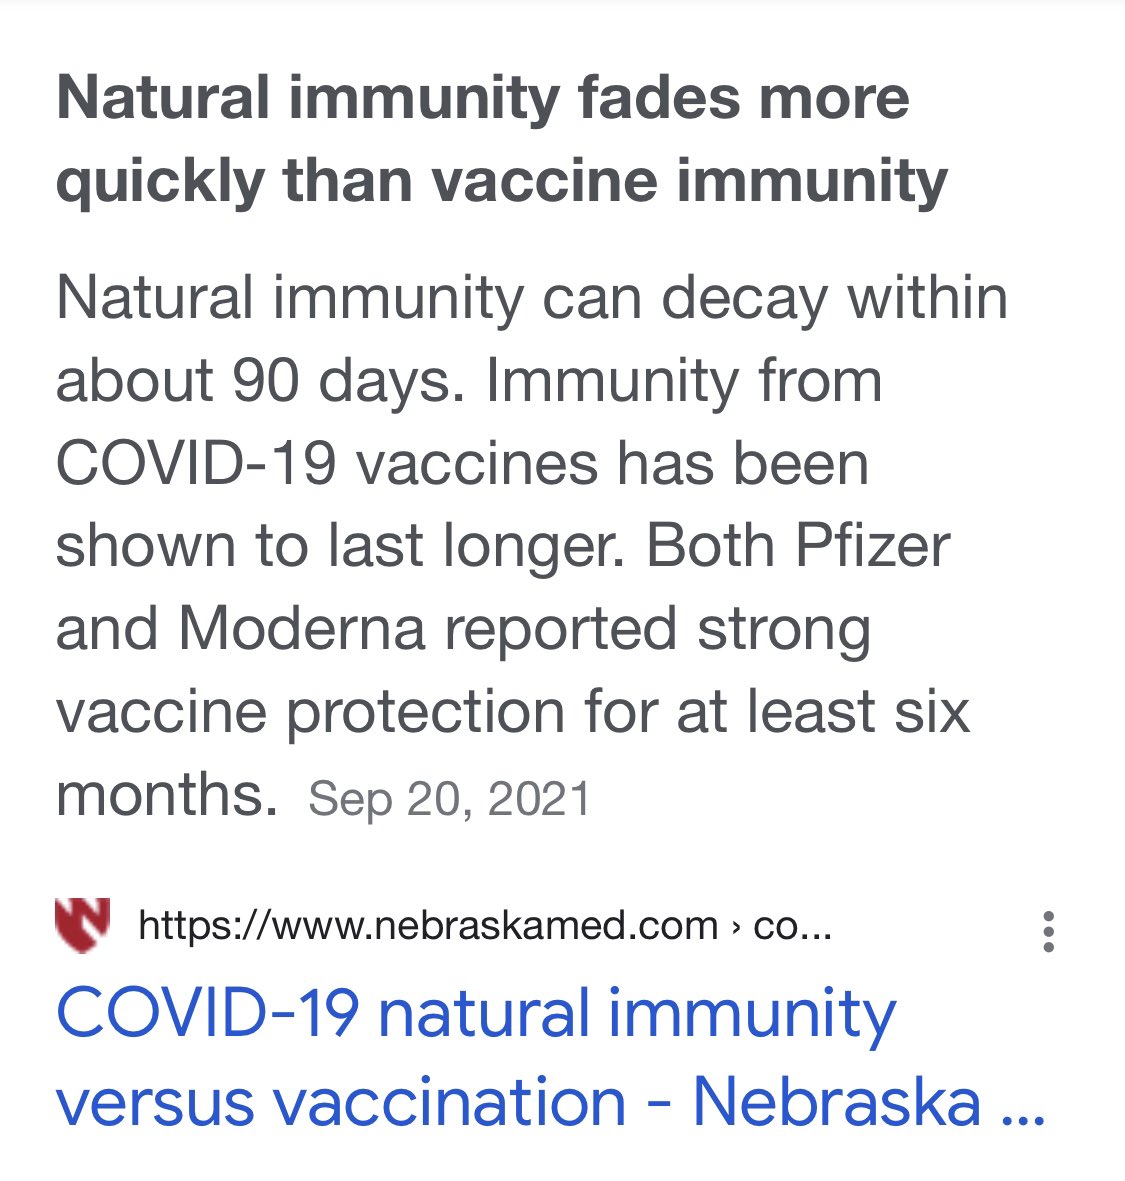 Natural immunity fades more
quickly than vaccine immunity
Natural immunity can decay within
about 90 days. Immunity from
COVID-19 vaccines has been
shown to last longer. Both Pfizer
and Moderna reported strong
vaccine protection for at least six
months. Sep 20, 2021
https://www.nebraskamed.com › co...
COVID-19 natural immunity
versus vaccination - Nebraska ...